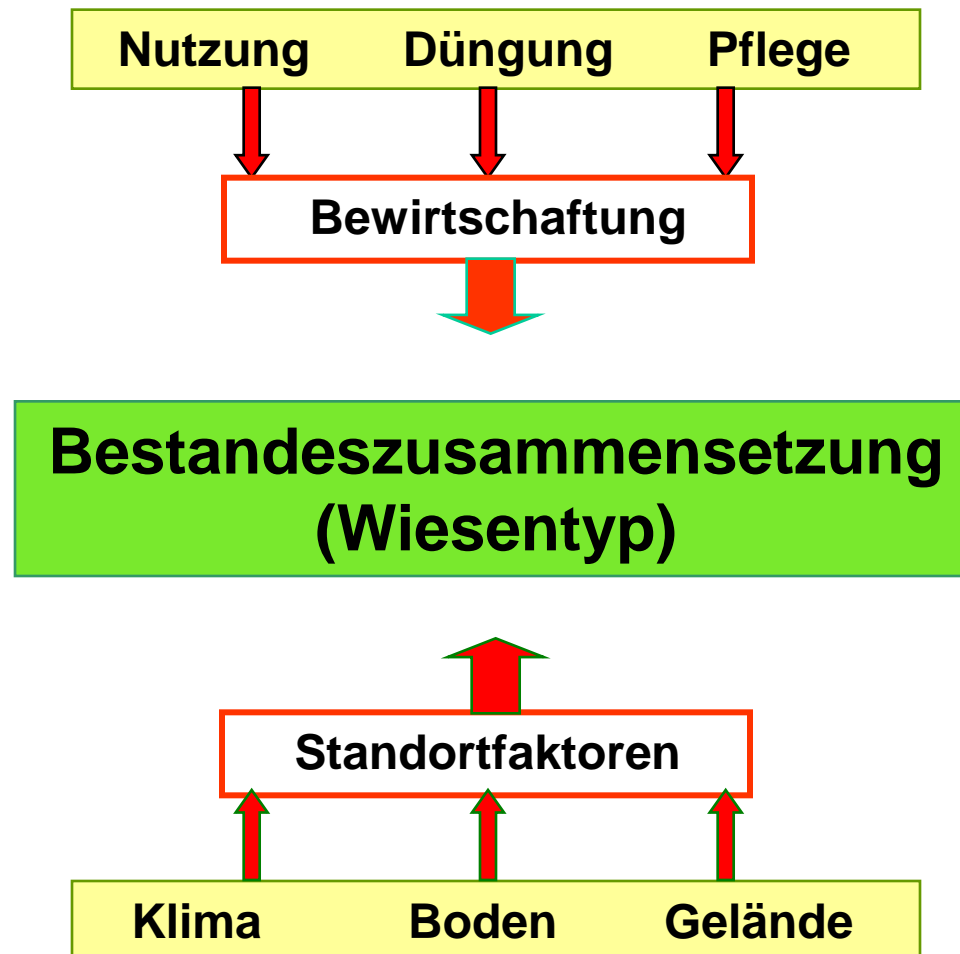 Nutzung Düngung Pflege
Bewirtschaftung
Bestandeszusammensetzung
(Wiesentyp)
Standortfaktoren
Klima Boden Gelände